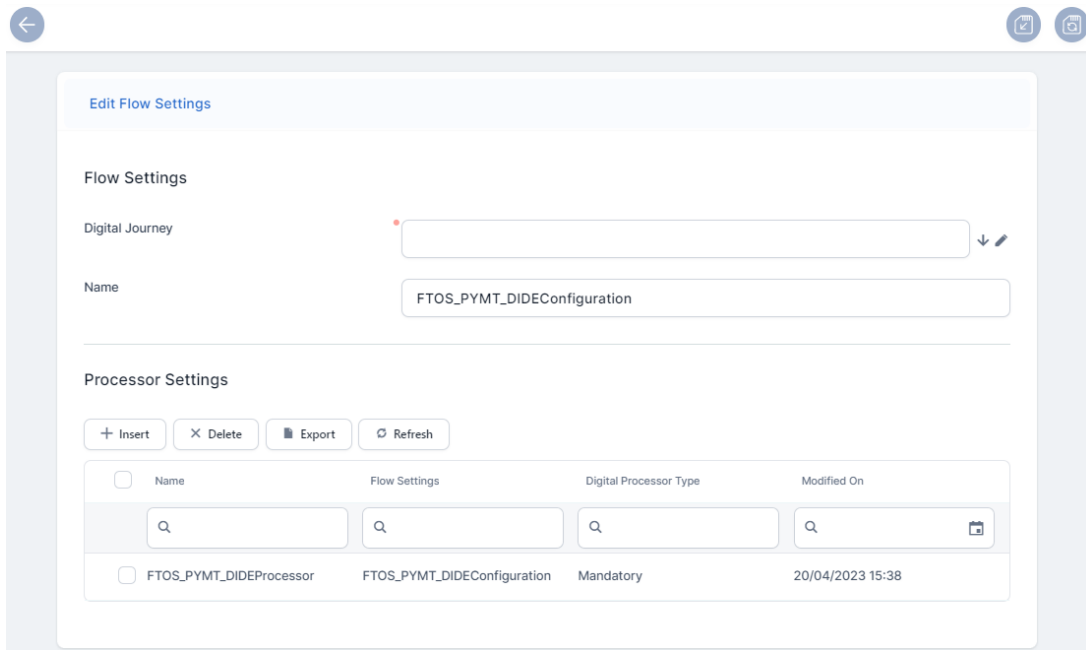 Edit Flow Settings
Flow Settings
Digital Journey
Name
FTOS_PYMT_DIDEConfiguration
Processor Settings
Insert Delete Export Refresh
Name Flow Settings Digital Processor Type Modified On
FTOS_PYMT_DIDEProcessor FTOS_PYMT_DIDEConfiguration Mandatory 20/04/2023 15:38